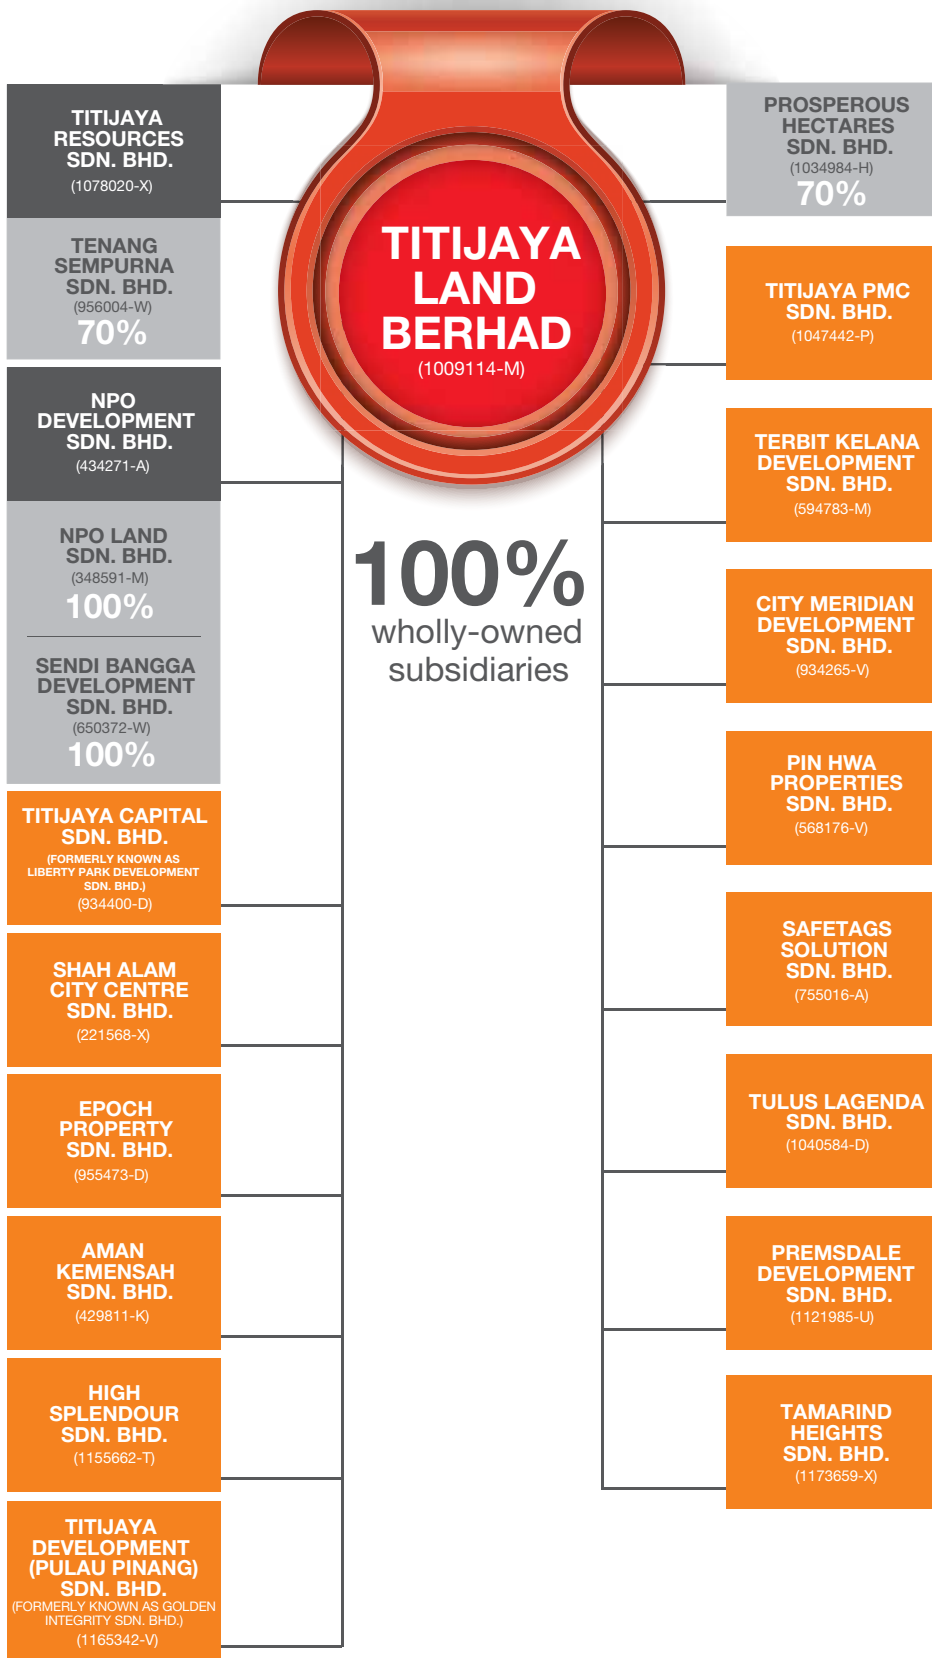 TITIJAYA
LAND
BERHAD
(1009114-M)
100%
wholly-owned
subsidiaries
TITIJAYA
RESOURCES
SDN. BHD.
(1078020-X)
TENANG
SEMPURNA
SDN. BHD.
(956004-W)
70%
NPO
DEVELOPMENT
SDN. BHD.
(434271-A)
NPO LAND
SDN. BHD.
(348591-M)
100%
SENDI BANGGA
DEVELOPMENT
SDN. BHD.
(650372-W)
100%
TITIJAYA CAPITAL
SDN. BHD.
(FORMERLY KNOWN AS
LIBERTY PARK DEVELOPMENT
SDN. BHD.)
(934400-D)
SHAH ALAM
CITY CENTRE
SDN. BHD.
(221568-X)
EPOCH
PROPERTY
SDN. BHD.
(955473-D)
AMAN
KEMENSAH
SDN. BHD.
(429811-K)
HIGH
SPLENDOUR
SDN. BHD.
(1155662-T)
TITIJAYA
DEVELOPMENT
(PULAU PINANG)
SDN. BHD.
(FORMERLY KNOWN AS GOLDEN
INTEGRITY SDN. BHD.)
(1165342-V)
PROSPEROUS
HECTARES
SDN. BHD.
(1034984-H)
70%
TITIJAYA PMC
SDN. BHD.
(1047442-P)
TERBIT KELANA
DEVELOPMENT
SDN. BHD.
(594783-M)
CITY MERIDIAN
DEVELOPMENT
SDN. BHD.
(934265-V)
PIN HWA
PROPERTIES
SDN. BHD.
(568176-V)
SAFETAGS
SOLUTION
SDN. BHD.
(755016-A)
TULUS LAGENDA
SDN. BHD.
(1040584-D)
PREMSDALE
DEVELOPMENT
SDN. BHD.
(1121985-U)
TAMARIND
HEIGHTS
SDN. BHD.
(1173659-X)